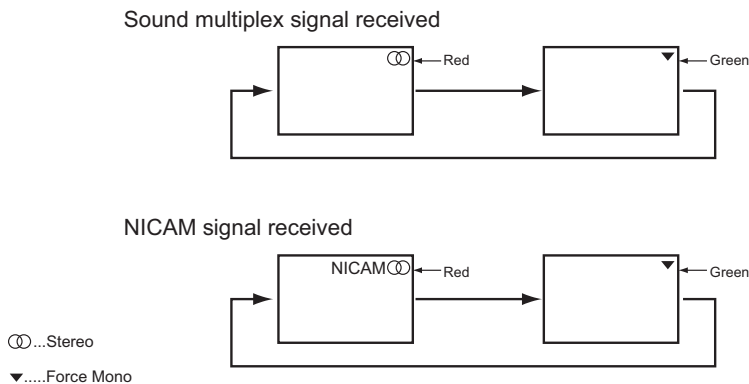 Sound multiplex signal received
Red
Green
NICAM signal received
NICAM
Red
Green
...Stereo
.....Force Mono